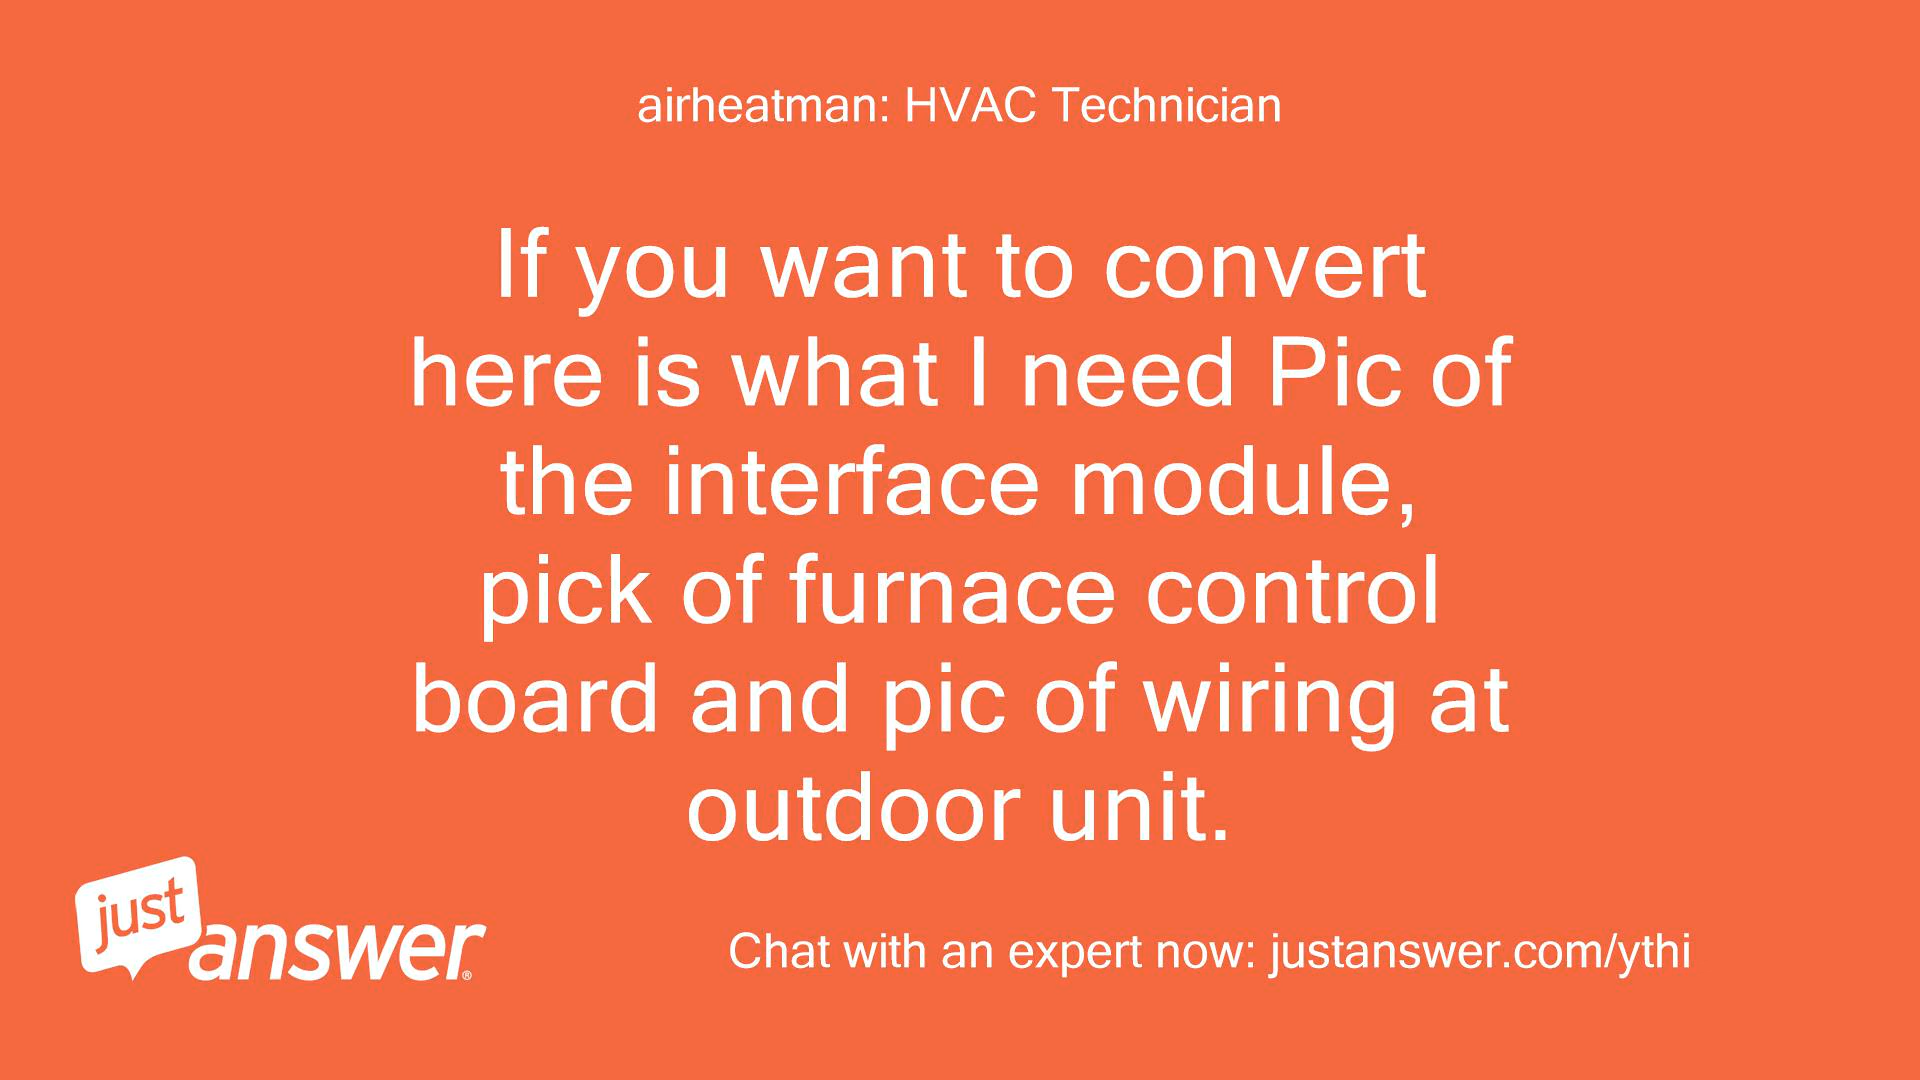 airheatman: HVAC Technician
If you want to convert
here is what I need Pic of
the interface module,
pick of furnace control
board and pic of wiring at
outdoor unit.
just
answer®
Chat with an expert now: justanswer.com/ythi